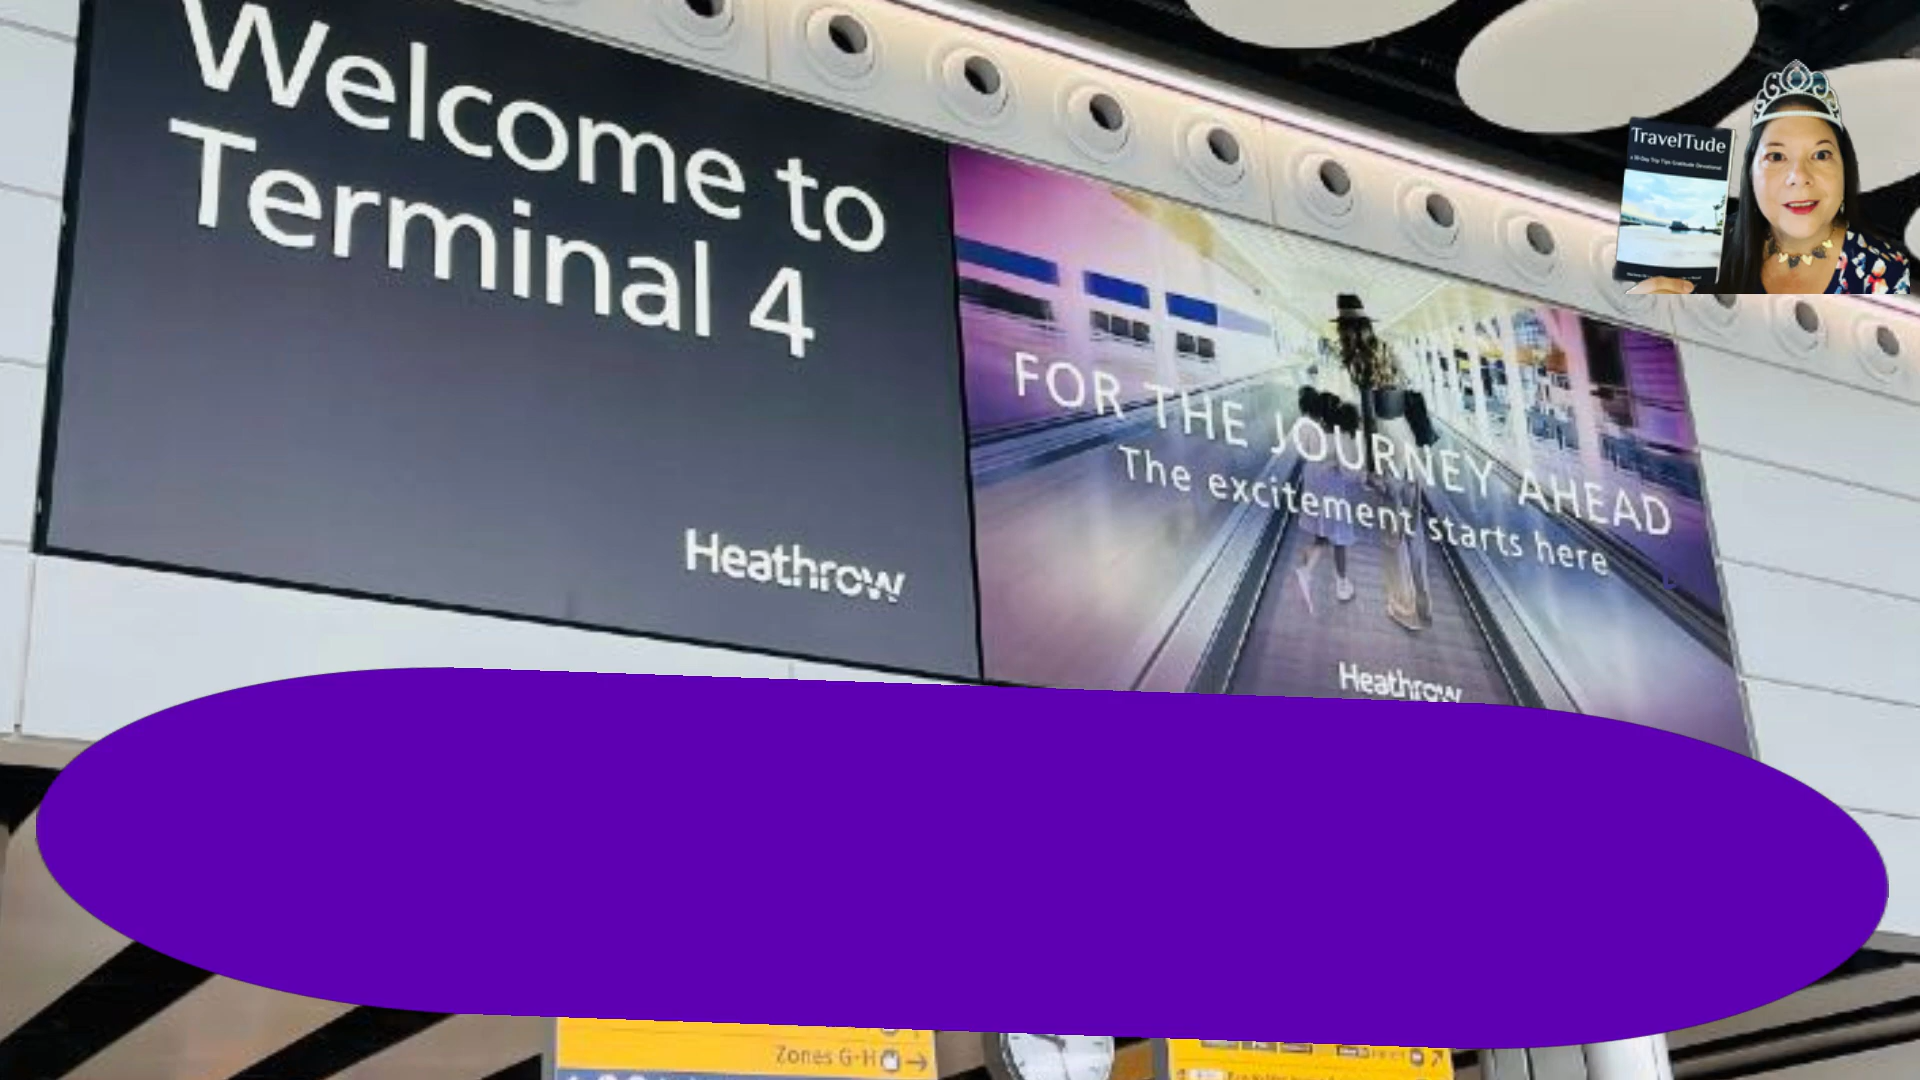 Welcome to
Terminal 4
Heathrow
FOR THE JOURNEY AHEAD
The excitement starts here
Heathrow
TravelTude
Zones G-H